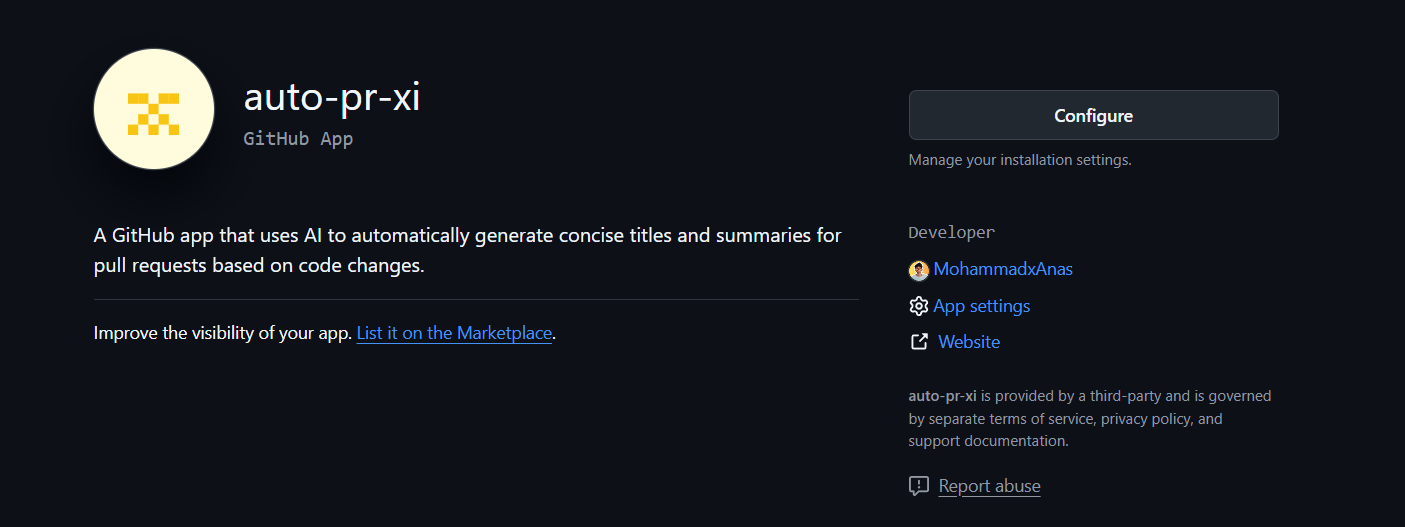 auto-pr-xi
GitHub App
A GitHub app that uses AI to automatically generate concise titles and summaries for
pull requests based on code changes.
Improve the visibility of your app. List it on the Marketplace.
Configure
Manage your installation settings.
Developer
MohammadxAnas
App settings
Website
auto-pr-xi is provided by a third-party and is governed
by separate terms of service, privacy policy, and
support documentation.
Report abuse